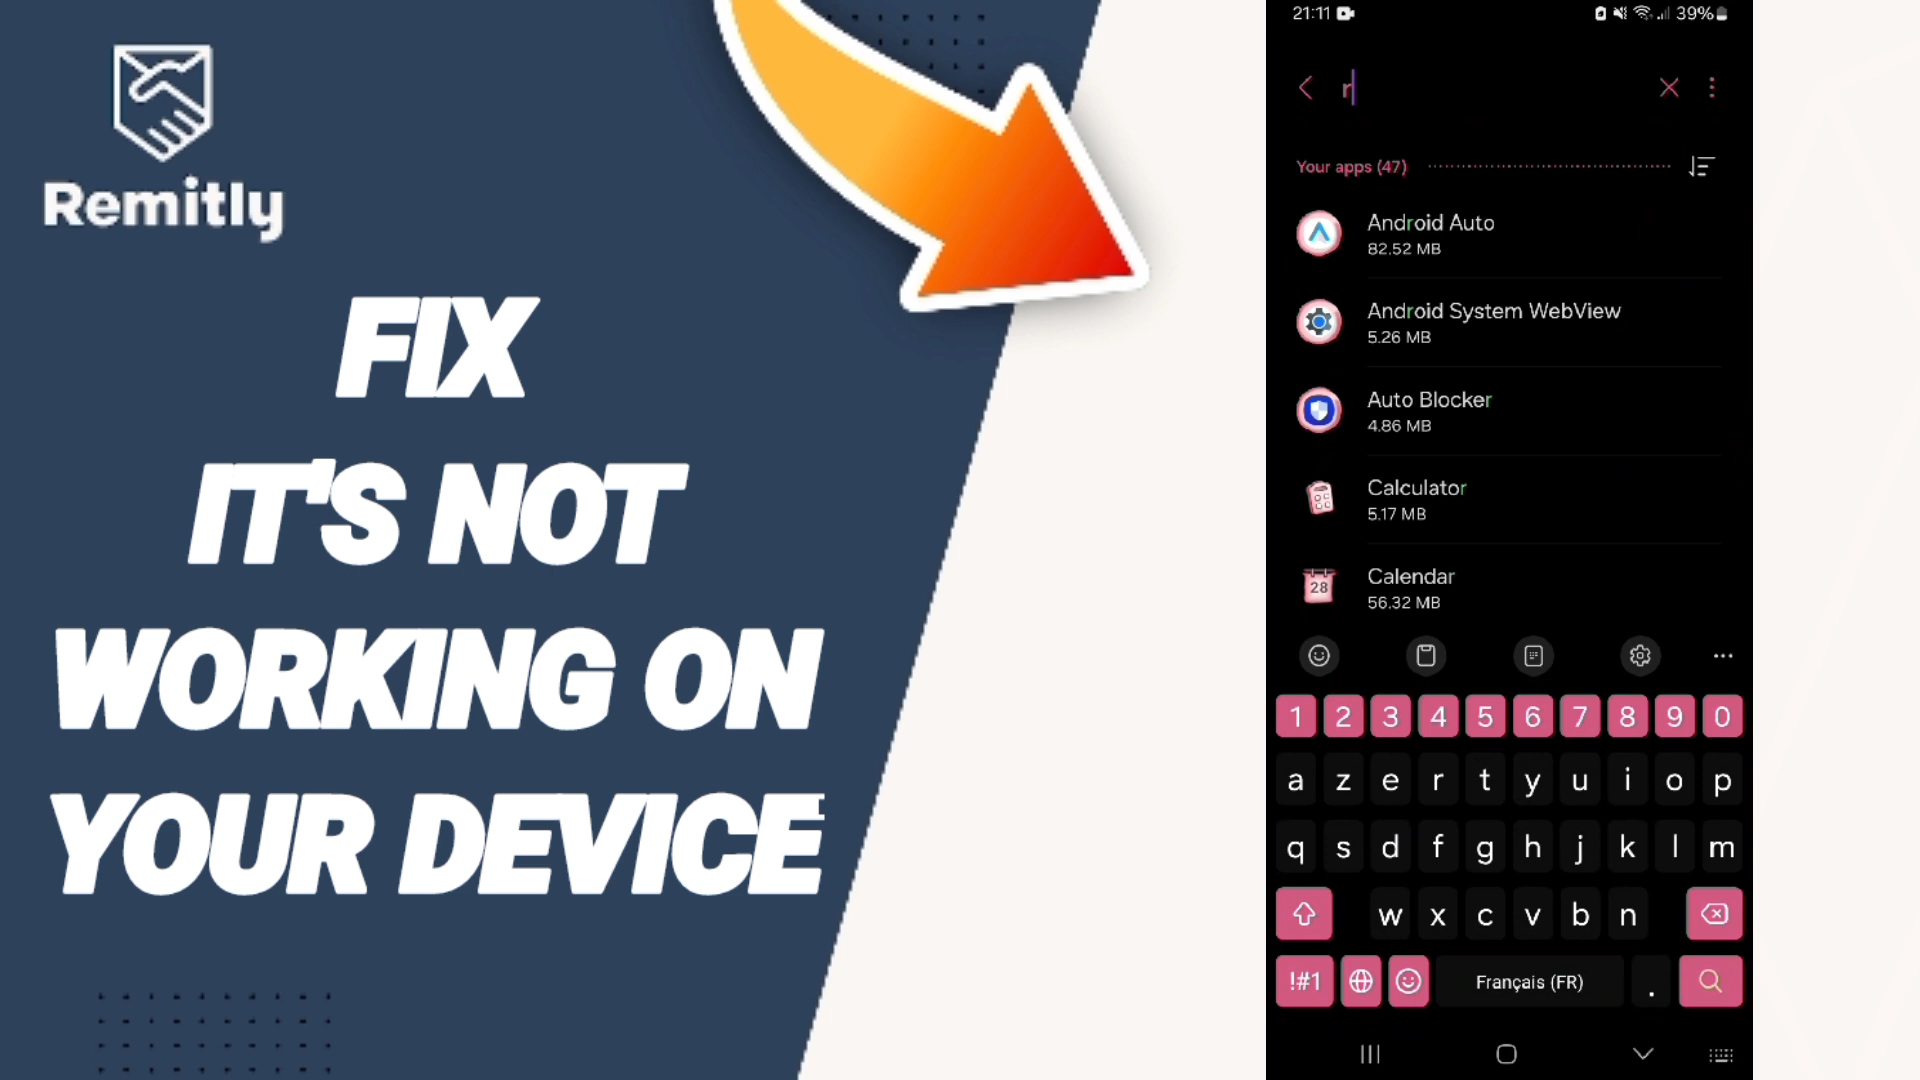 Remitly
FIX
IT'S NOT
WORKING ON
YOUR DEVICE
21:11
39%
r
Your apps (47)
Android Auto
82.52 MB
Android System WebView
5.26 MB
Auto Blocker
4.86 MB
Calculator
5.17 MB
28
Calendar
56.32 MB
1 2 3 4 5 6 7 8 9 0
a z e r t y u i o p
q s d f g h j k l m
w x c v b n
!#1 Français (FR) .